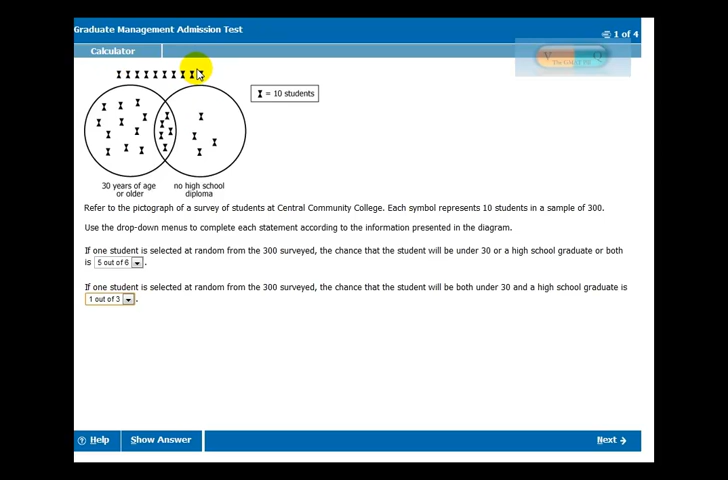 Graduate Management Admission Test
1 of 4
Calculator
V Q
= 10 students
30 years of age
or older
no high school
diploma
Refer to the pictograph of a survey of students at Central Community College. Each symbol represents 10 students in a sample of 300.
Use the drop-down menus to complete each statement according to the information presented in the diagram.
If one student is selected at random from the 300 surveyed, the chance that the student will be under 30 or a high school graduate or both
is 5 out of 6 .
If one student is selected at random from the 300 surveyed, the chance that the student will be both under 30 and a high school graduate is
1 out of 3 .
? Help Show Answer Next